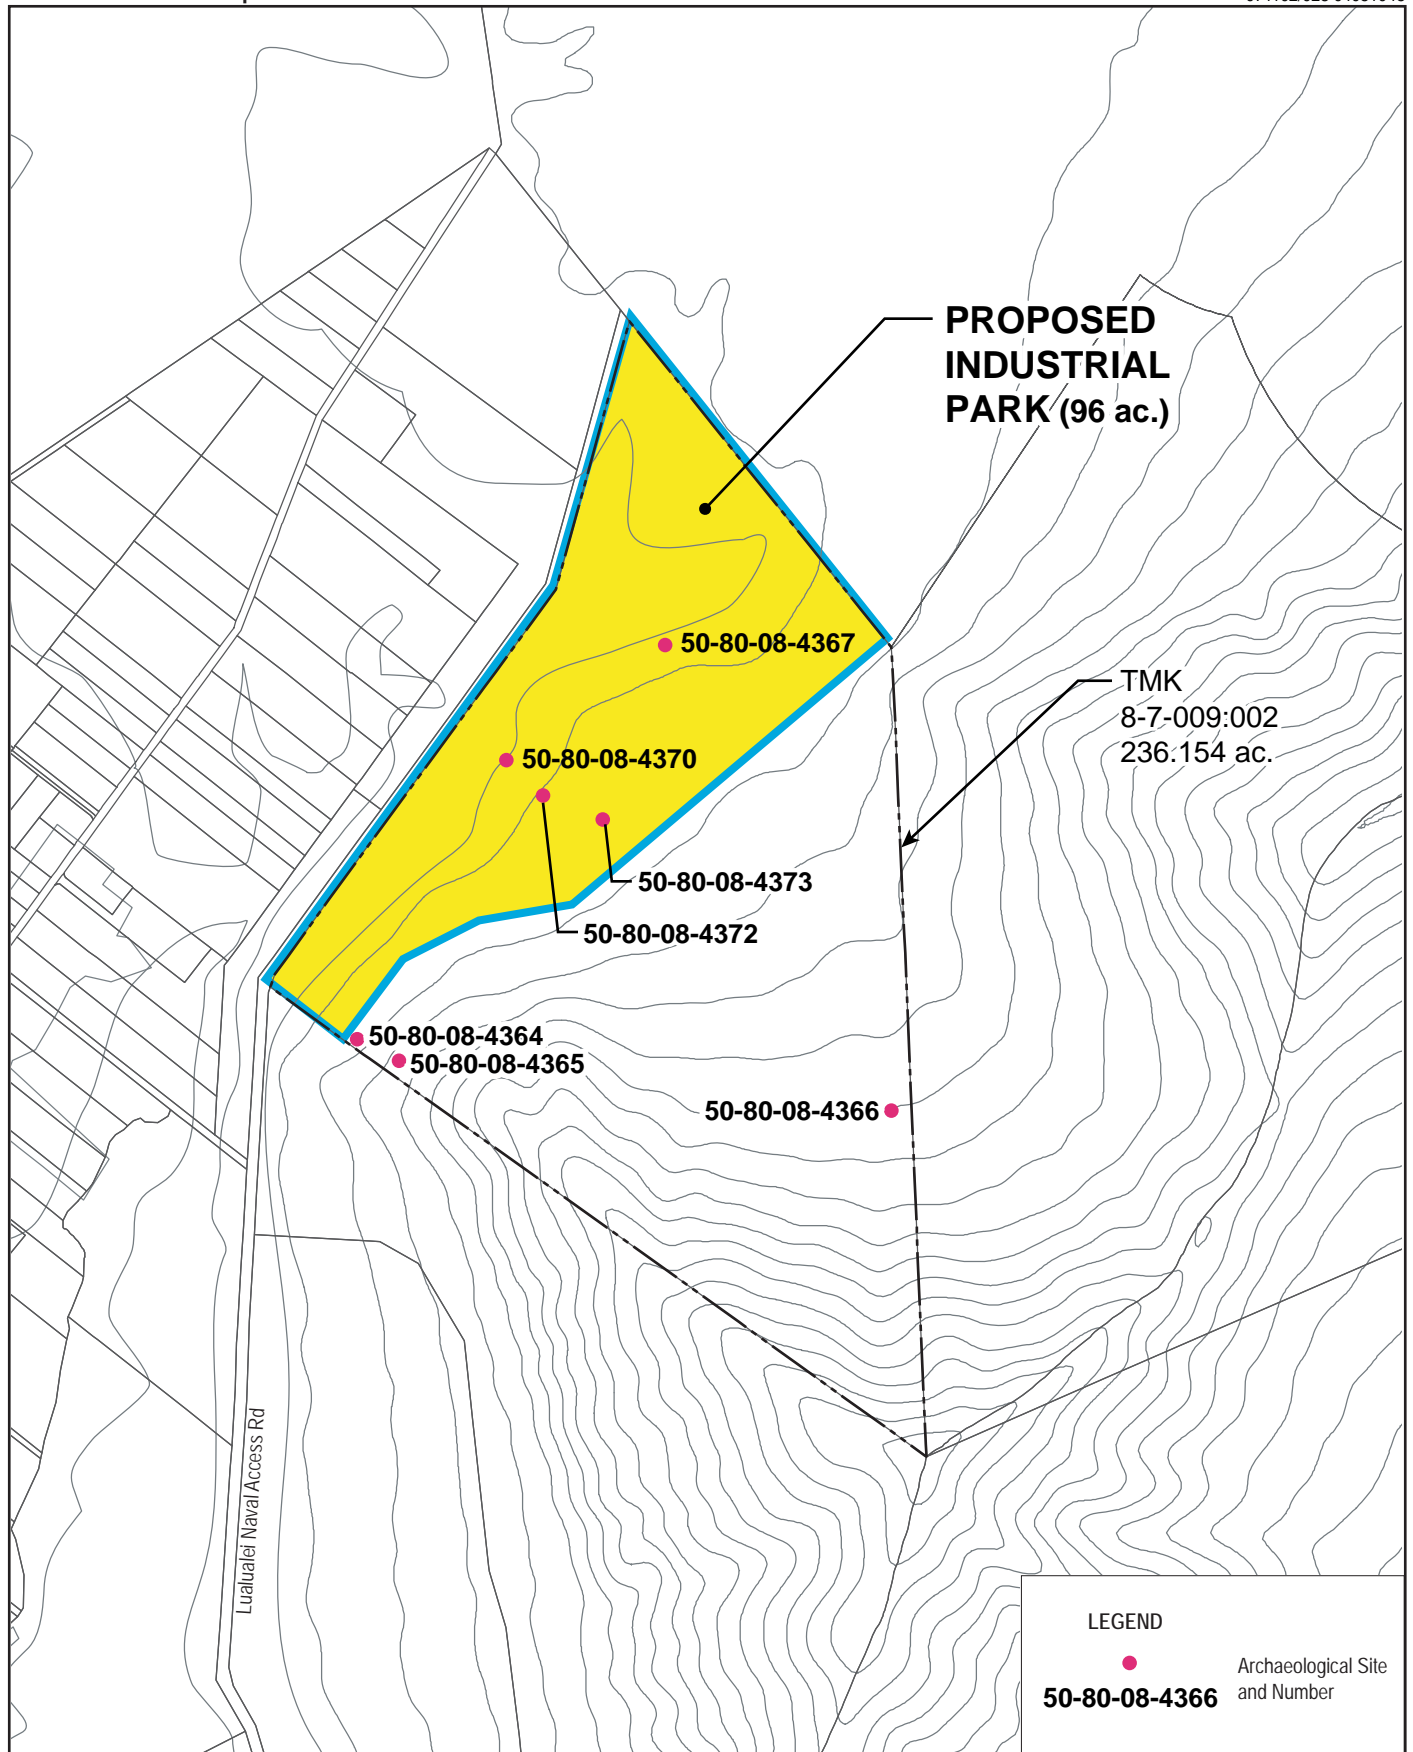 PROPOSED
INDUSTRIAL
PARK (96 ac.)
50-80-08-4367
TMK
8-7-009:002
236.154 ac.
50-80-08-4370
50-80-08-4373
50-80-08-4372
50-80-08-4364
50-80-08-4365
50-80-08-4366
Lualualei Naval Access Rd
LEGEND
Archaeological Site
and Number
50-80-08-4366